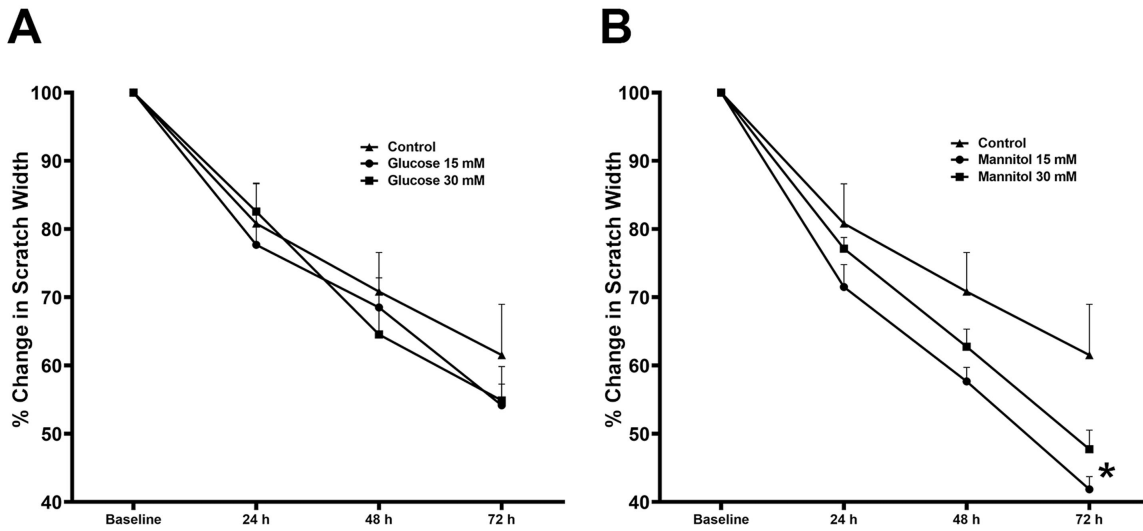 A
% Change in Scratch Width
100
90
80
70
60
50
40
Control
Glucose 15 mM
Glucose 30 mM
Baseline
24 h
48 h
72 h
B
% Change in Scratch Width
100
90
80
70
60
50
40
Control
Mannitol 15 mM
Mannitol 30 mM
*
Baseline
24 h
48 h
72 h